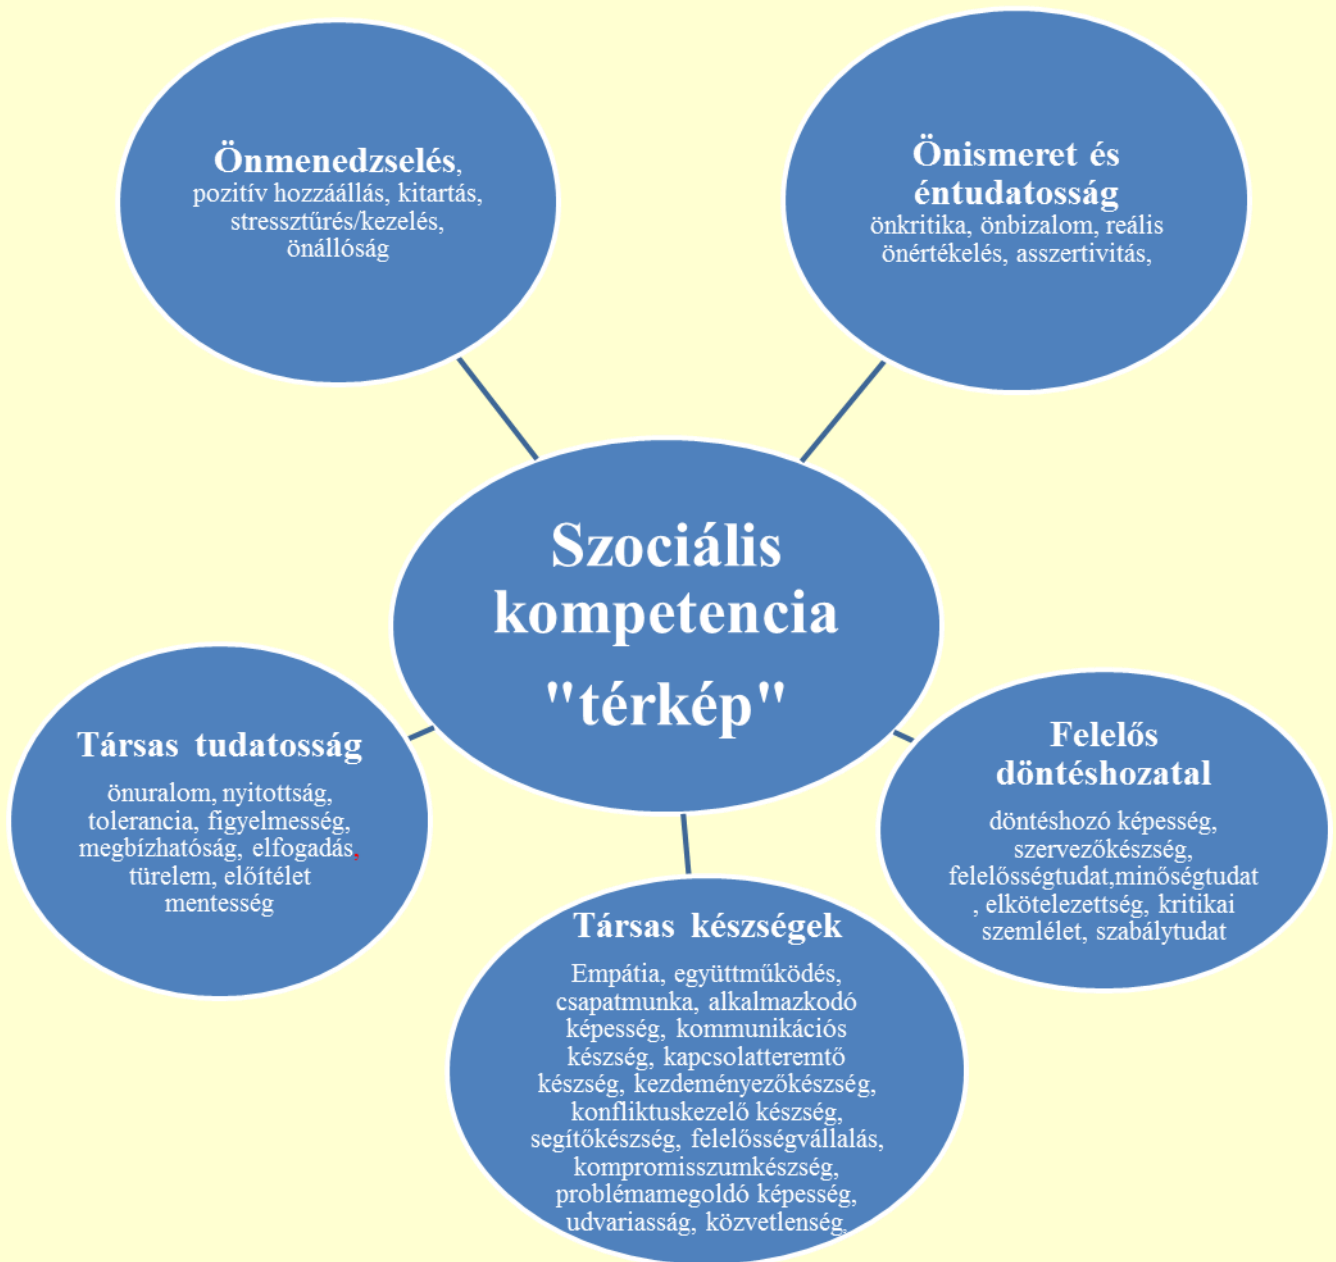 Önmenedzselés,
pozitív hozzáállás, kitartás,
stressztűrés/kezelés,
önállóság
Önismeret és
éntudatosság
önkritika, önbizalom, reális
önértékelés, asszertivitás,
Szociális
kompetencia
"térkép"
Társas tudatosság
önuralom, nyitottság,
tolerancia, figyelmesség,
megbízhatóság, elfogadás,
türelem, előítélet
mentesség
Felelős
döntéshozatal
döntéshozó képesség,
szervezőkészség,
felelősségtudat,minőségtudat
, elkötelezettség, kritikai
szemlélet, szabálytudat
Társas készségek
Empátia, együttműködés,
csapatmunka, alkalmazkodó
képesség, kommunikációs
készség, kapcsolatteremtő
készség, kezdeményezőkészség,
konfliktuskezelő készség,
segítőkészség, felelősségvállalás,
kompromisszumkészség,
problémamegoldó képesség,
udvariasság, közvetlenség,